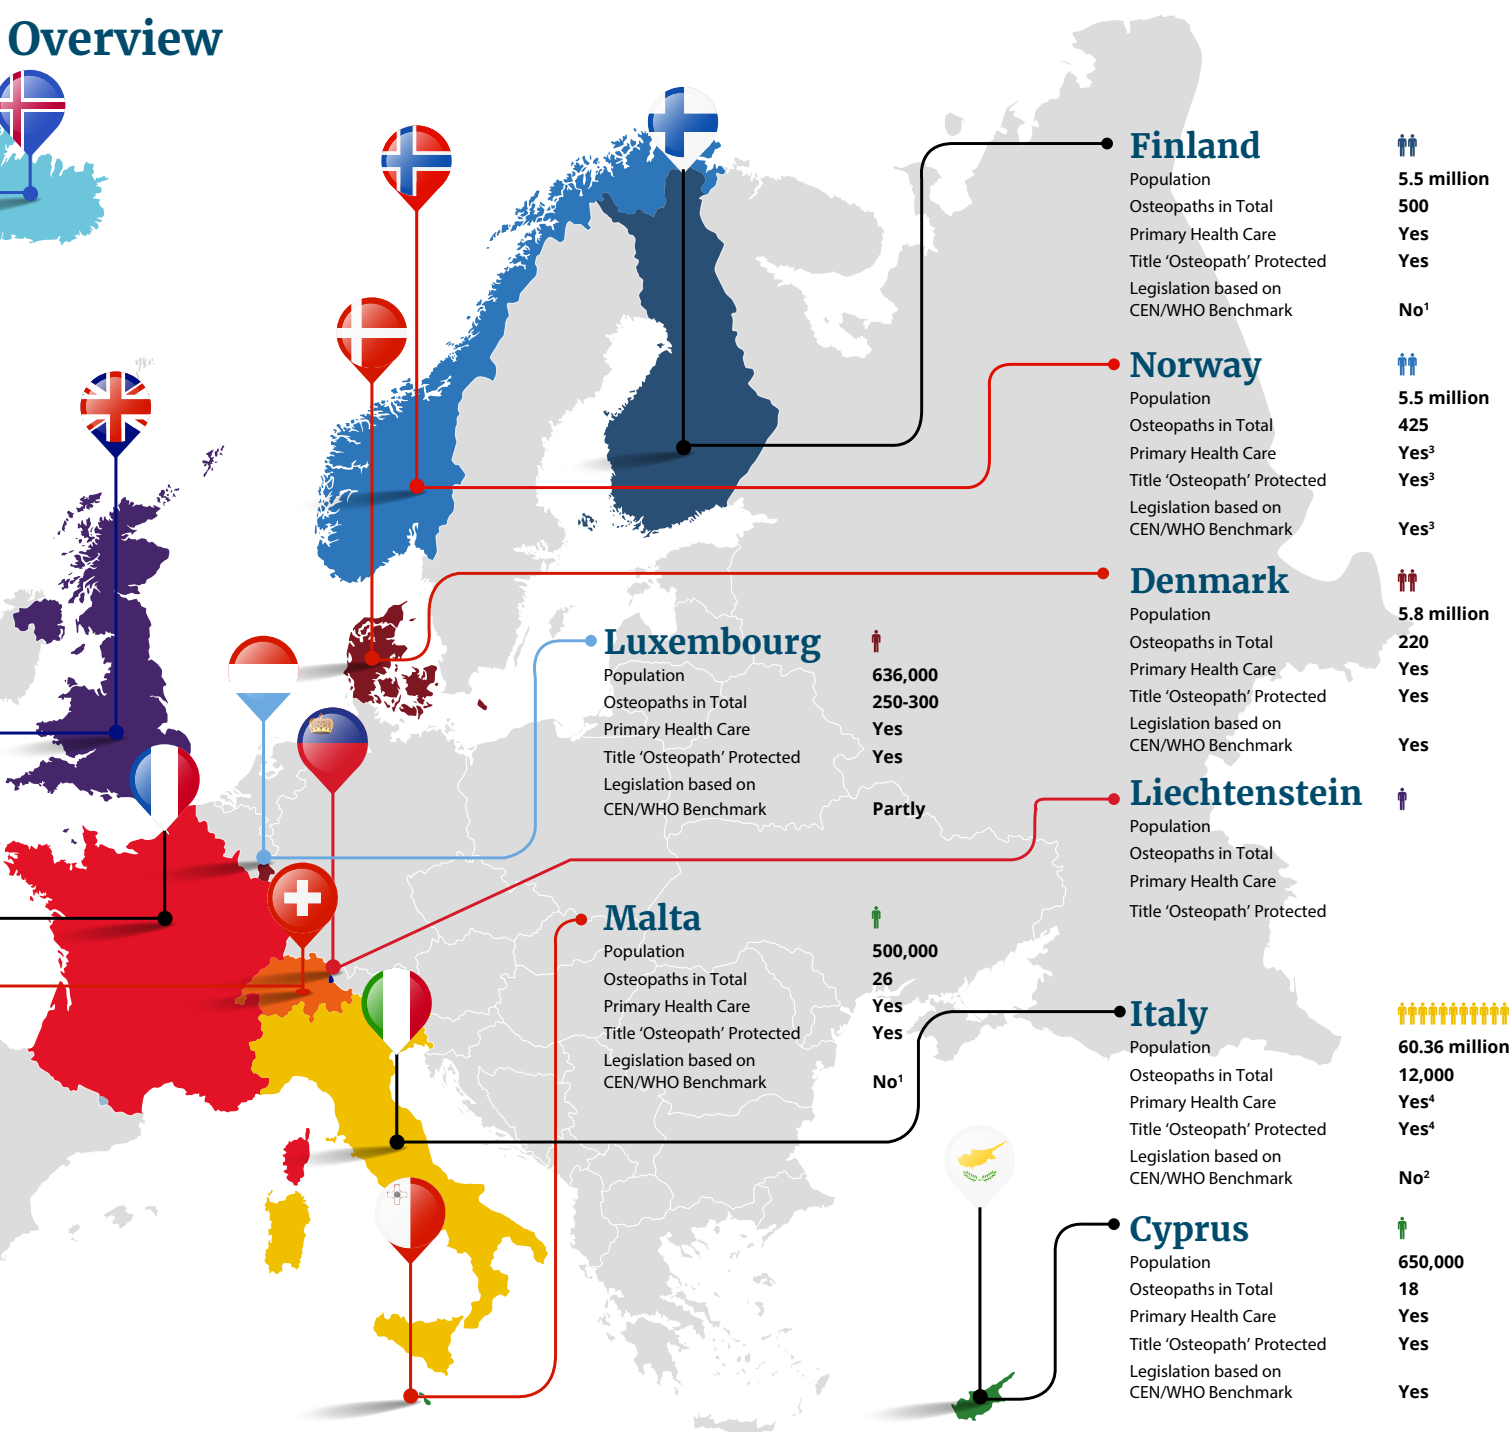 Overview
Finland
Population 5.5 million
Osteopaths in Total 500
Primary Health Care Yes
Title ‘Osteopath’ Protected Yes
Legislation based on
CEN/WHO Benchmark No¹
Norway
Population 5.5 million
Osteopaths in Total 425
Primary Health Care Yes³
Title ‘Osteopath’ Protected Yes³
Legislation based on
CEN/WHO Benchmark Yes³
Denmark
Population 5.8 million
Osteopaths in Total 220
Primary Health Care Yes
Title ‘Osteopath’ Protected Yes
Legislation based on
CEN/WHO Benchmark Yes
Luxembourg
Population 636,000
Osteopaths in Total 250-300
Primary Health Care Yes
Title ‘Osteopath’ Protected Yes
Legislation based on
CEN/WHO Benchmark Partly
Liechtenstein
Population
Osteopaths in Total
Primary Health Care
Title ‘Osteopath’ Protected
Malta
Population 500,000
Osteopaths in Total 26
Primary Health Care Yes
Title ‘Osteopath’ Protected Yes
Legislation based on
CEN/WHO Benchmark No¹
Italy
Population 60.36 million
Osteopaths in Total 12,000
Primary Health Care Yes⁴
Title ‘Osteopath’ Protected Yes⁴
Legislation based on
CEN/WHO Benchmark No²
Cyprus
Population 650,000
Osteopaths in Total 18
Primary Health Care Yes
Title ‘Osteopath’ Protected Yes
Legislation based on
CEN/WHO Benchmark Yes